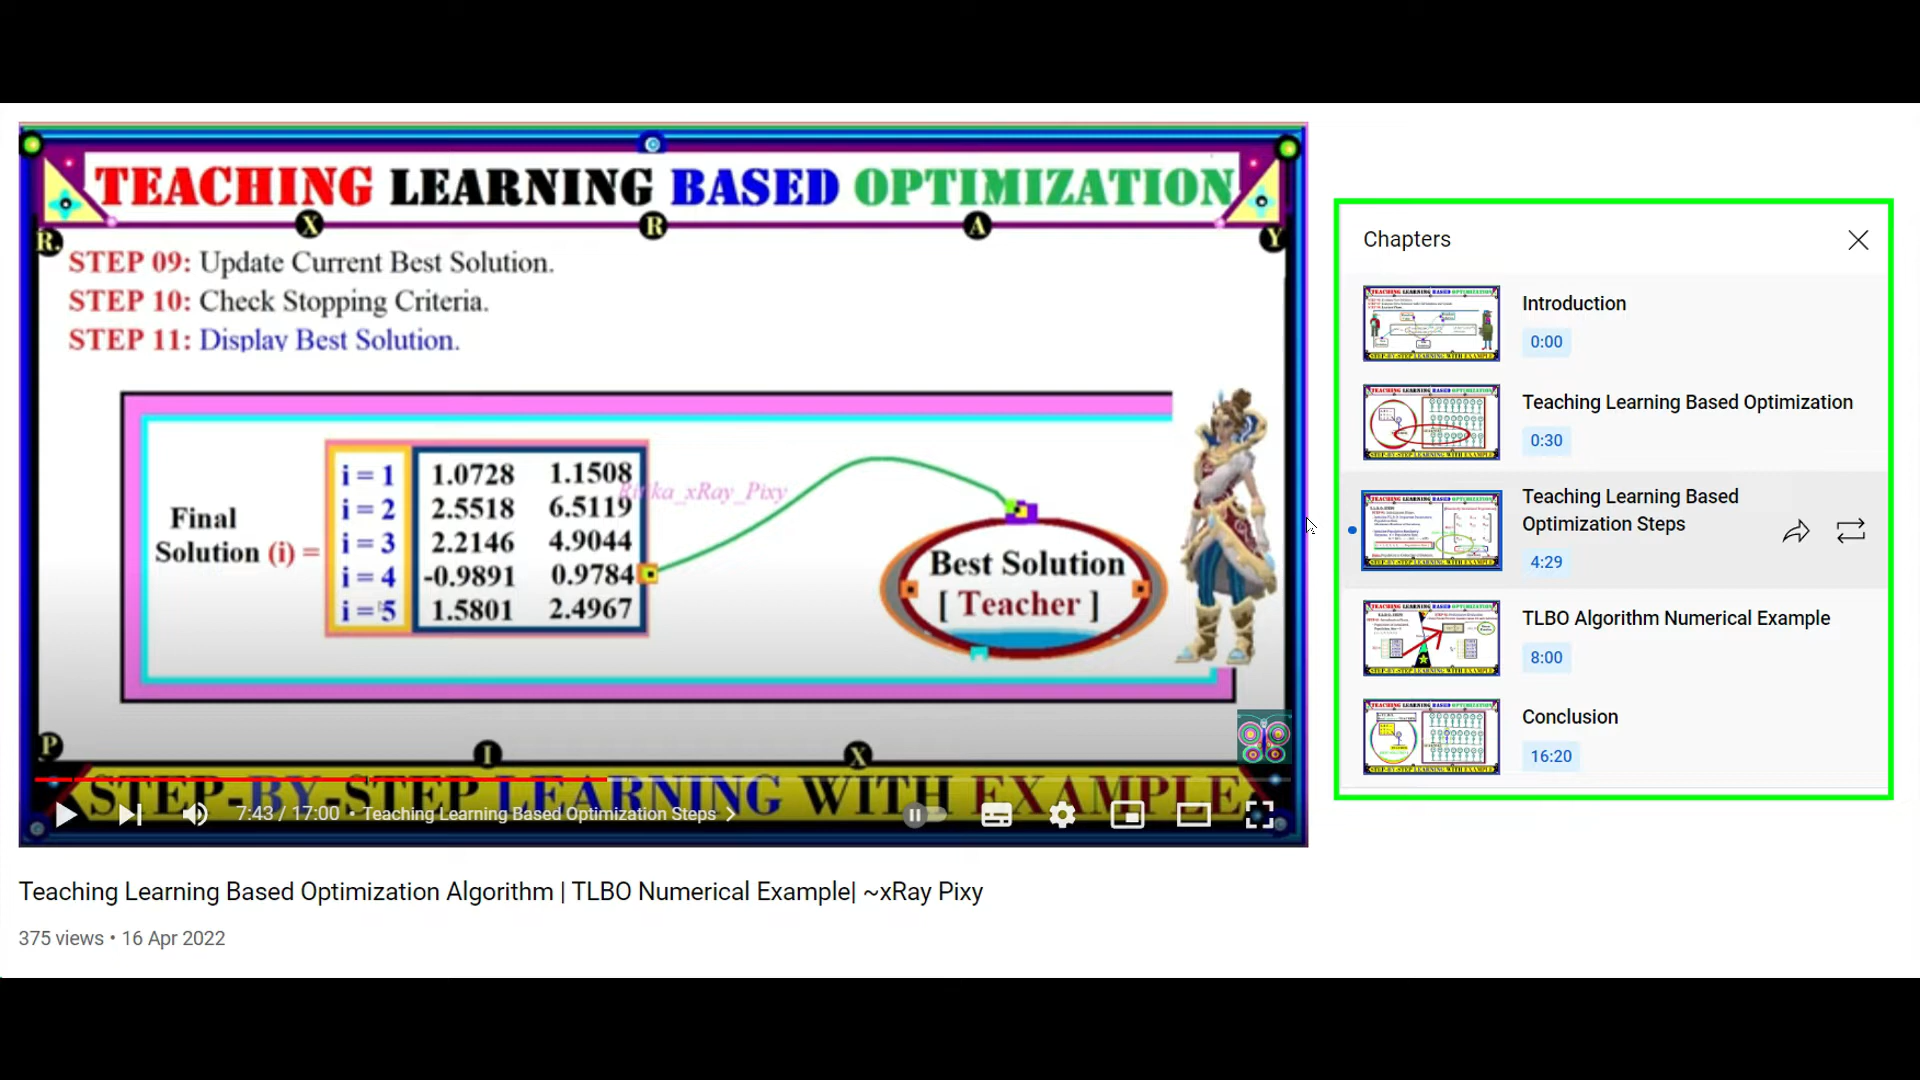 TEACHING LEARNING BASED OPTIMIZATION
R. X R A Y
STEP 09: Update Current Best Solution.
STEP 10: Check Stopping Criteria.
STEP 11: Display Best Solution.
Final
Solution (i) =
i = 1 1.0728 1.1508
i = 2 2.5518 6.5119
i = 3 2.2146 4.9044
i = 4 -0.9891 0.9784
i = 5 1.5801 2.4967
Ritika_xRay_Pixy
Best Solution
[ Teacher ]
P I X
STEP-BY-STEP LEARNING WITH EXAMPLE
7:43 / 17:00 • Teaching Learning Based Optimization Steps
Teaching Learning Based Optimization Algorithm | TLBO Numerical Example| ~xRay Pixy
375 views • 16 Apr 2022
Chapters
Introduction
0:00
Teaching Learning Based Optimization
0:30
Teaching Learning Based
Optimization Steps
4:29
TLBO Algorithm Numerical Example
8:00
Conclusion
16:20